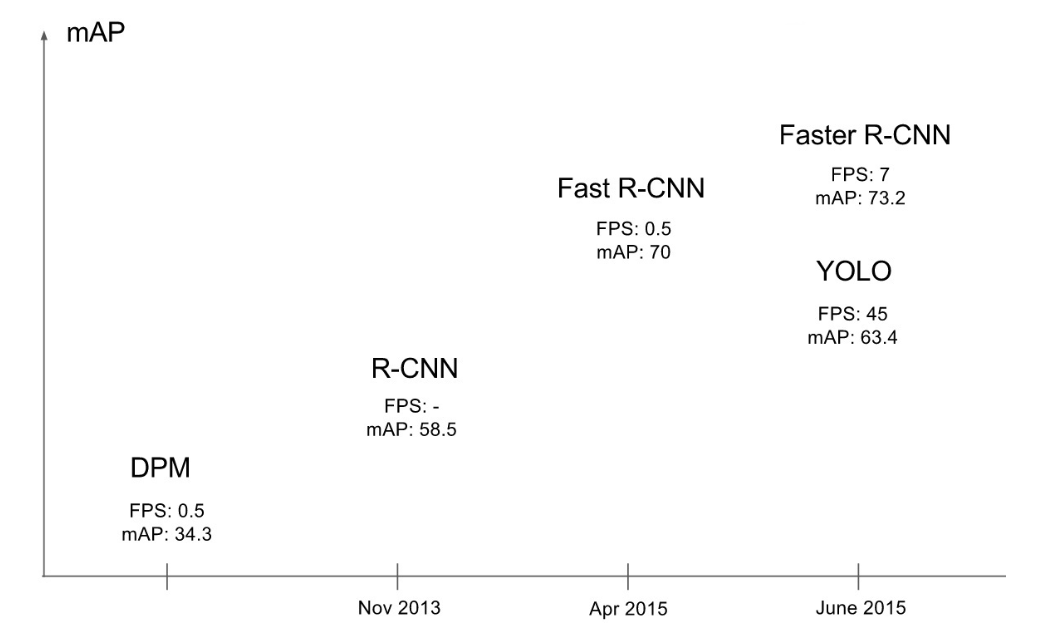 mAP
Faster R-CNN
FPS: 7
mAP: 73.2
Fast R-CNN
FPS: 0.5
mAP: 70
YOLO
FPS: 45
mAP: 63.4
R-CNN
FPS: -
mAP: 58.5
DPM
FPS: 0.5
mAP: 34.3
Nov 2013
Apr 2015
June 2015